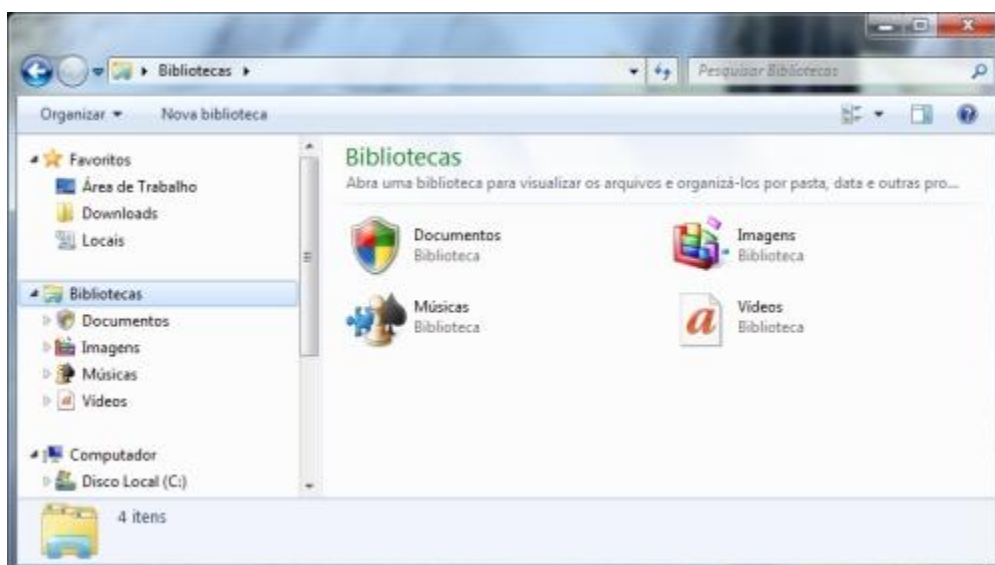 Bibliotecas
Pesquisar Bibliotecas
Organizar
Nova biblioteca
Favoritos
Área de Trabalho
Downloads
Locais
Bibliotecas
Documentos
Imagens
Músicas
Vídeos
Computador
Disco Local (C:)
Bibliotecas
Abra uma biblioteca para visualizar os arquivos e organizá-los por pasta, data e outras pro...
Documentos
Biblioteca
Imagens
Biblioteca
Músicas
Biblioteca
Vídeos
Biblioteca
4 itens